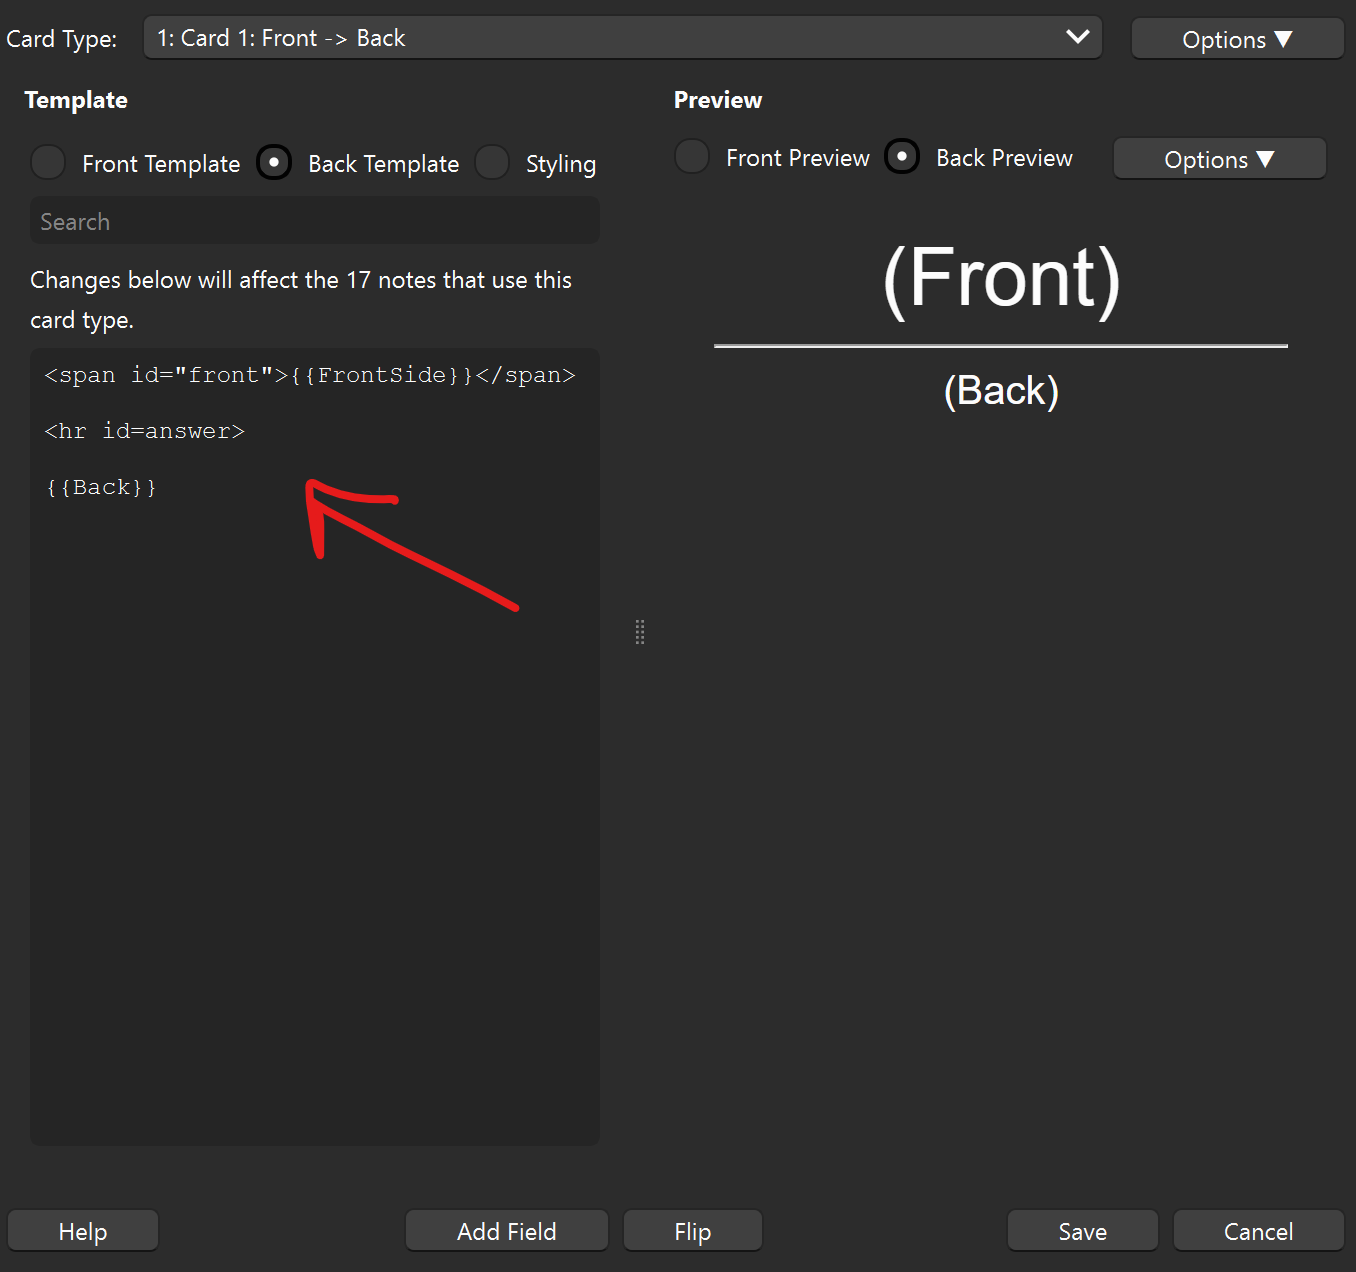 Card Type: 1: Card 1: Front -> Back Options ▼
Template
Front Template Back Template Styling
Search
Changes below will affect the 17 notes that use this
card type.
<span id="front">{{FrontSide}}</span>
<hr id=answer>
{{Back}}
Preview
Front Preview Back Preview Options ▼
(Front)
(Back)
Help Add Field Flip Save Cancel